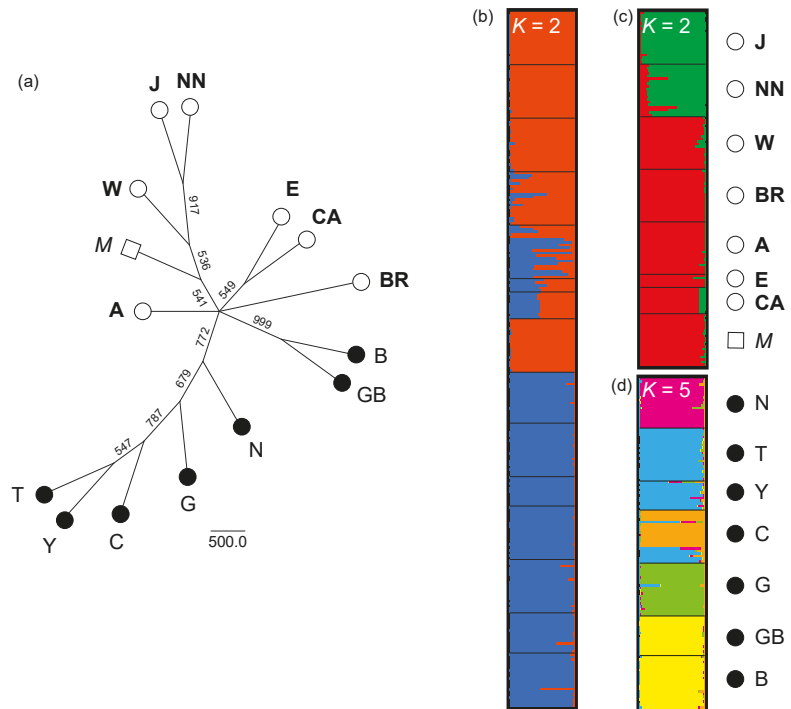 (a)
J
NN
W
M
E
CA
BR
A
B
GB
N
G
C
Y
T
917
536
541
549
999
772
679
787
547
500.0
(b)
K = 2
(c)
K = 2
J
NN
W
BR
A
E
CA
M
(d)
K = 5
N
T
Y
C
G
GB
B